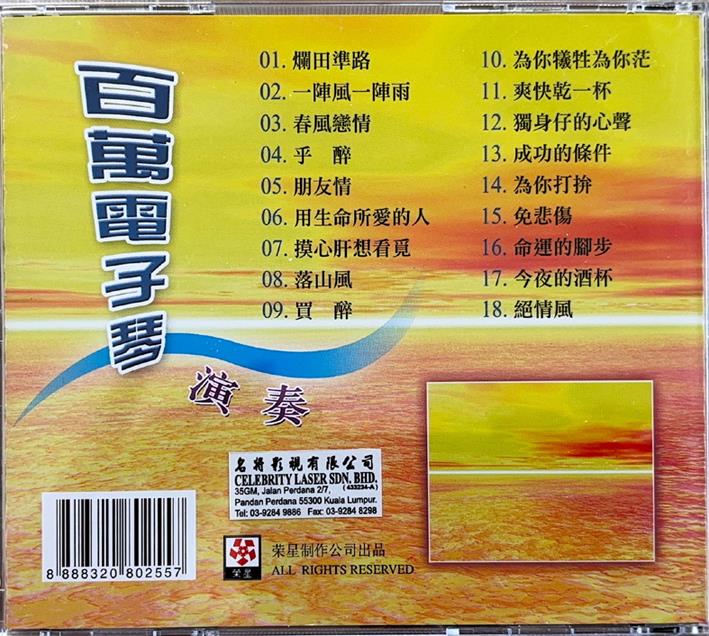 百萬電子琴
演奏
01. 爛田準路
02. 一陣風一陣雨
03. 春風戀情
04. 乎 醉
05. 朋友情
06. 用生命所愛的人
07. 摸心肝想看覓
08. 落山風
09. 買 醉
10. 為你犧牲為你茫
11. 爽快乾一杯
12. 獨身仔的心聲
13. 成功的條件
14. 為你打拚
15. 免悲傷
16. 命運的腳步
17. 今夜的酒杯
18. 絕情風
名將影視有限公司
CELEBRITY LASER SDN. BHD.
(433234-A)
35GM, Jalan Perdana 2/7,
Pandan Perdana 55300 Kuala Lumpur.
Tel: 03-9284 9886 Fax: 03-9284 8298
8 888320 802557
榮星
荣星制作公司出品
ALL RIGHTS RESERVED